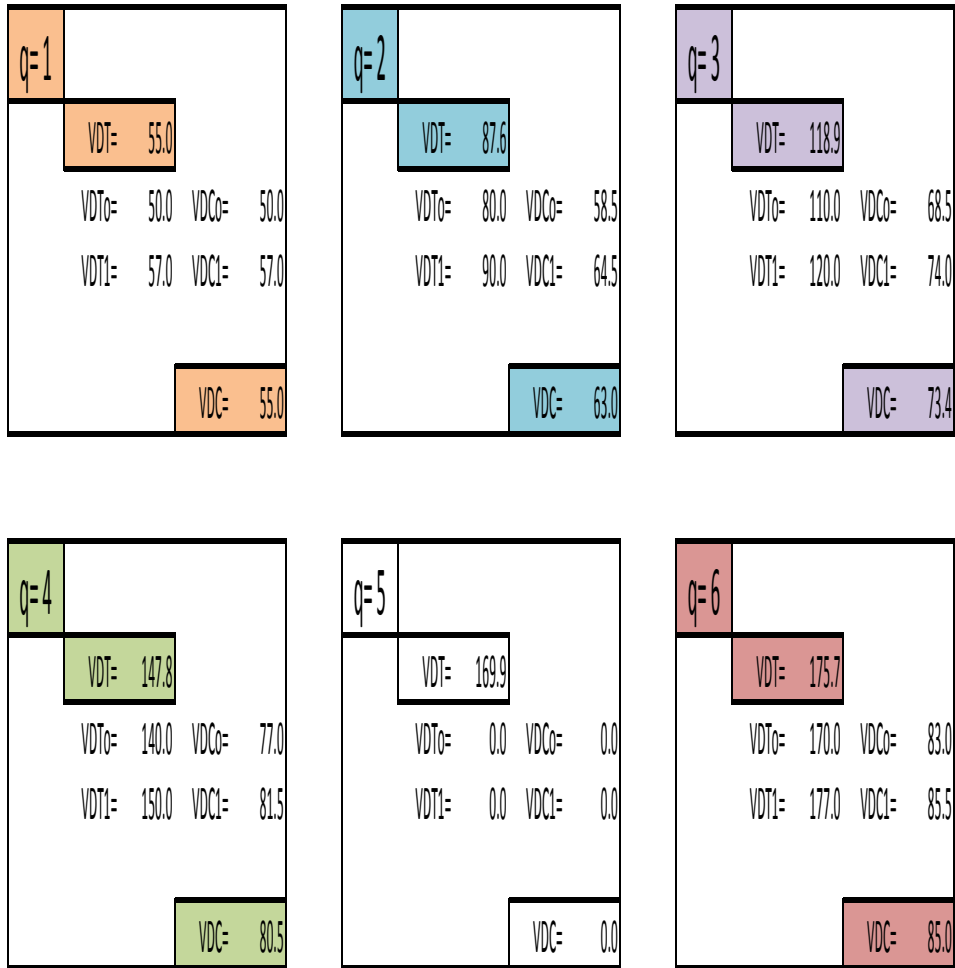 q= 1
VDT= 55.0
VDTo= 50.0 VDCo= 50.0
VDT1= 57.0 VDC1= 57.0
VDC= 55.0
q= 2
VDT= 87.6
VDTo= 80.0 VDCo= 58.5
VDT1= 90.0 VDC1= 64.5
VDC= 63.0
q= 3
VDT= 118.9
VDTo= 110.0 VDCo= 68.5
VDT1= 120.0 VDC1= 74.0
VDC= 73.4
q= 4
VDT= 147.8
VDTo= 140.0 VDCo= 77.0
VDT1= 150.0 VDC1= 81.5
VDC= 80.5
q= 5
VDT= 169.9
VDTo= 0.0 VDCo= 0.0
VDT1= 0.0 VDC1= 0.0
VDC= 0.0
q= 6
VDT= 175.7
VDTo= 170.0 VDCo= 83.0
VDT1= 177.0 VDC1= 85.5
VDC= 85.0